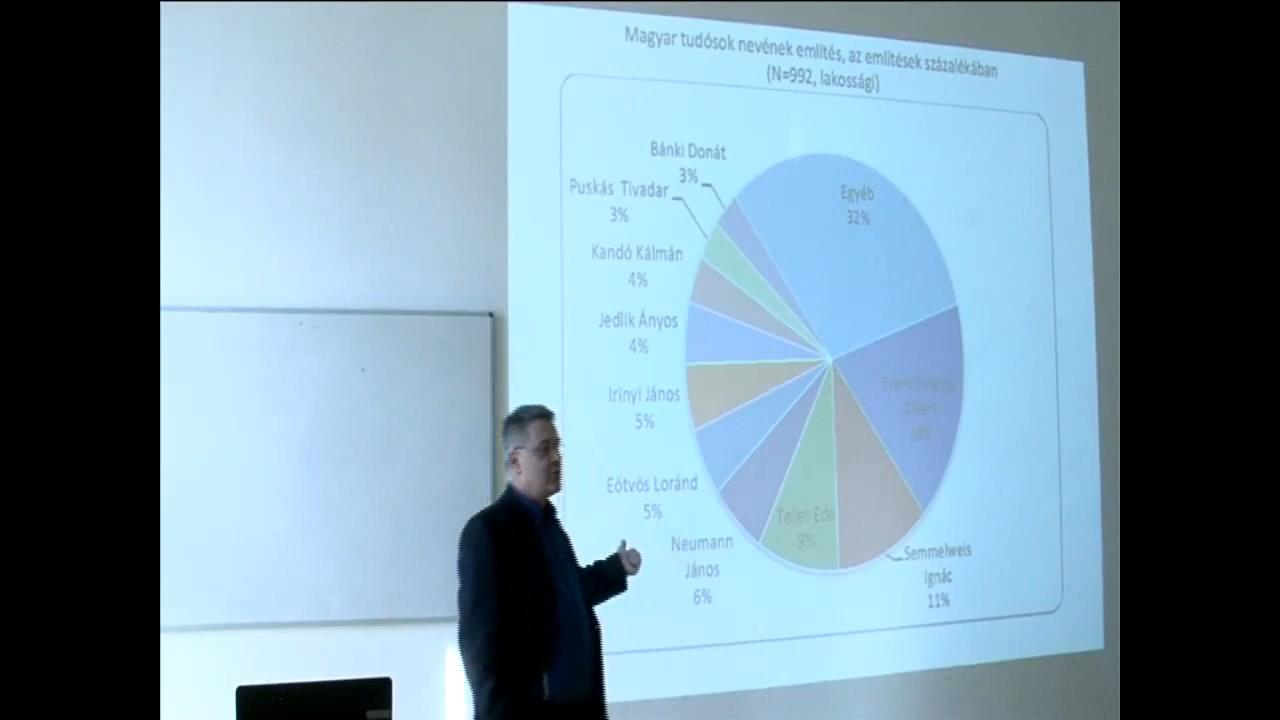 Magyar tudósok nevének említés, az említések százalékában
(N=992, lakossági)
Bánki Donát
3%
Puskás Tivadar
3%
Kandó Kálmán
4%
Jedlik Ányos
4%
Irinyi János
5%
Eötvös Loránd
5%
Neumann
János
6%
Teller Ede
9%
Semmelweis
Ignác
11%
Albert
Egyéb
32%